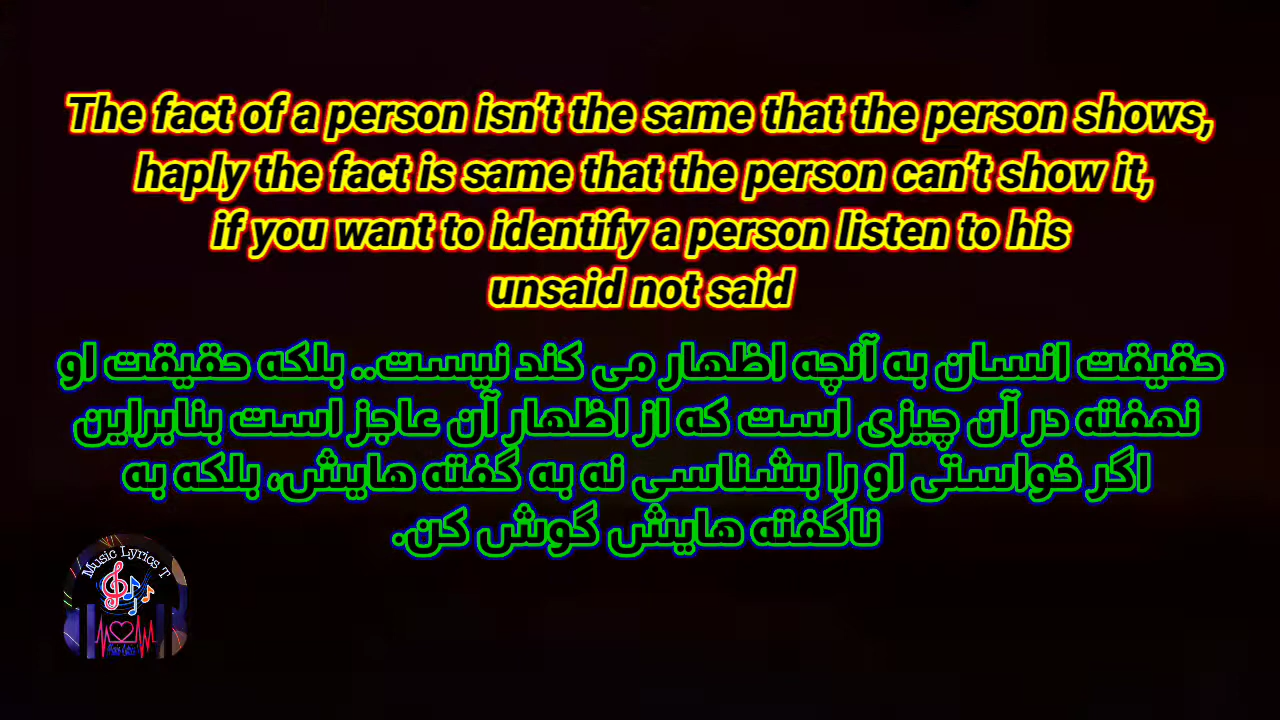 The fact of a person isn't the same that the person shows,
haply the fact is same that the person can't show it,
if you want to identify a person listen to his
unsaid not said
حقیقت انسان به آنچه اظهار می کند نیست.. بلکه حقیقت او
نهفته در آن چیزی است که از اظهار آن عاجز است بنابراین
اگر خواستی او را بشناسی نه به گفته هایش، بلکه به
ناگفته هایش گوش کن.
Music Lyrics T